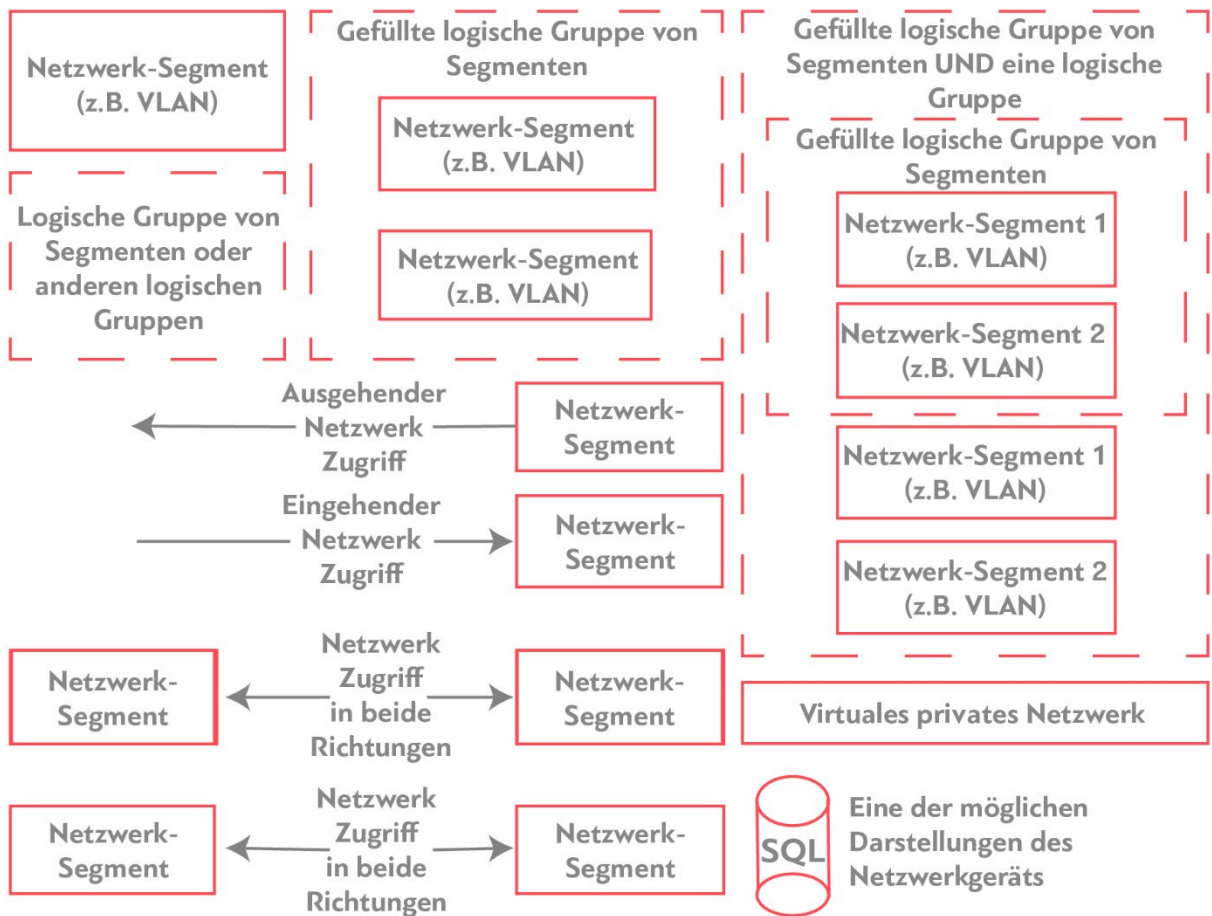 Netzwerk-Segment
(z.B. VLAN)
Logische Gruppe von
Segmenten oder
anderen logischen
Gruppen
Gefüllte logische Gruppe von
Segmenten
Netzwerk-Segment
(z.B. VLAN)
Netzwerk-Segment
(z.B. VLAN)
Gefüllte logische Gruppe von
Segmenten UND eine logische
Gruppe
Gefüllte logische Gruppe von
Segmenten
Netzwerk-Segment 1
(z.B. VLAN)
Netzwerk-Segment 2
(z.B. VLAN)
Netzwerk-Segment 1
(z.B. VLAN)
Netzwerk-Segment 2
(z.B. VLAN)
Ausgehender
Netzwerk
Zugriff
Netzwerk-
Segment
Eingehender
Netzwerk
Zugriff
Netzwerk-
Segment
Netzwerk-
Segment
Netzwerk
Zugriff
in beide
Richtungen
Netzwerk-
Segment
Virtuales privates Netzwerk
Netzwerk-
Segment
Netzwerk
Zugriff
in beide
Richtungen
Netzwerk-
Segment
SQL
Eine der möglichen
Darstellungen des
Netzwerkgeräts